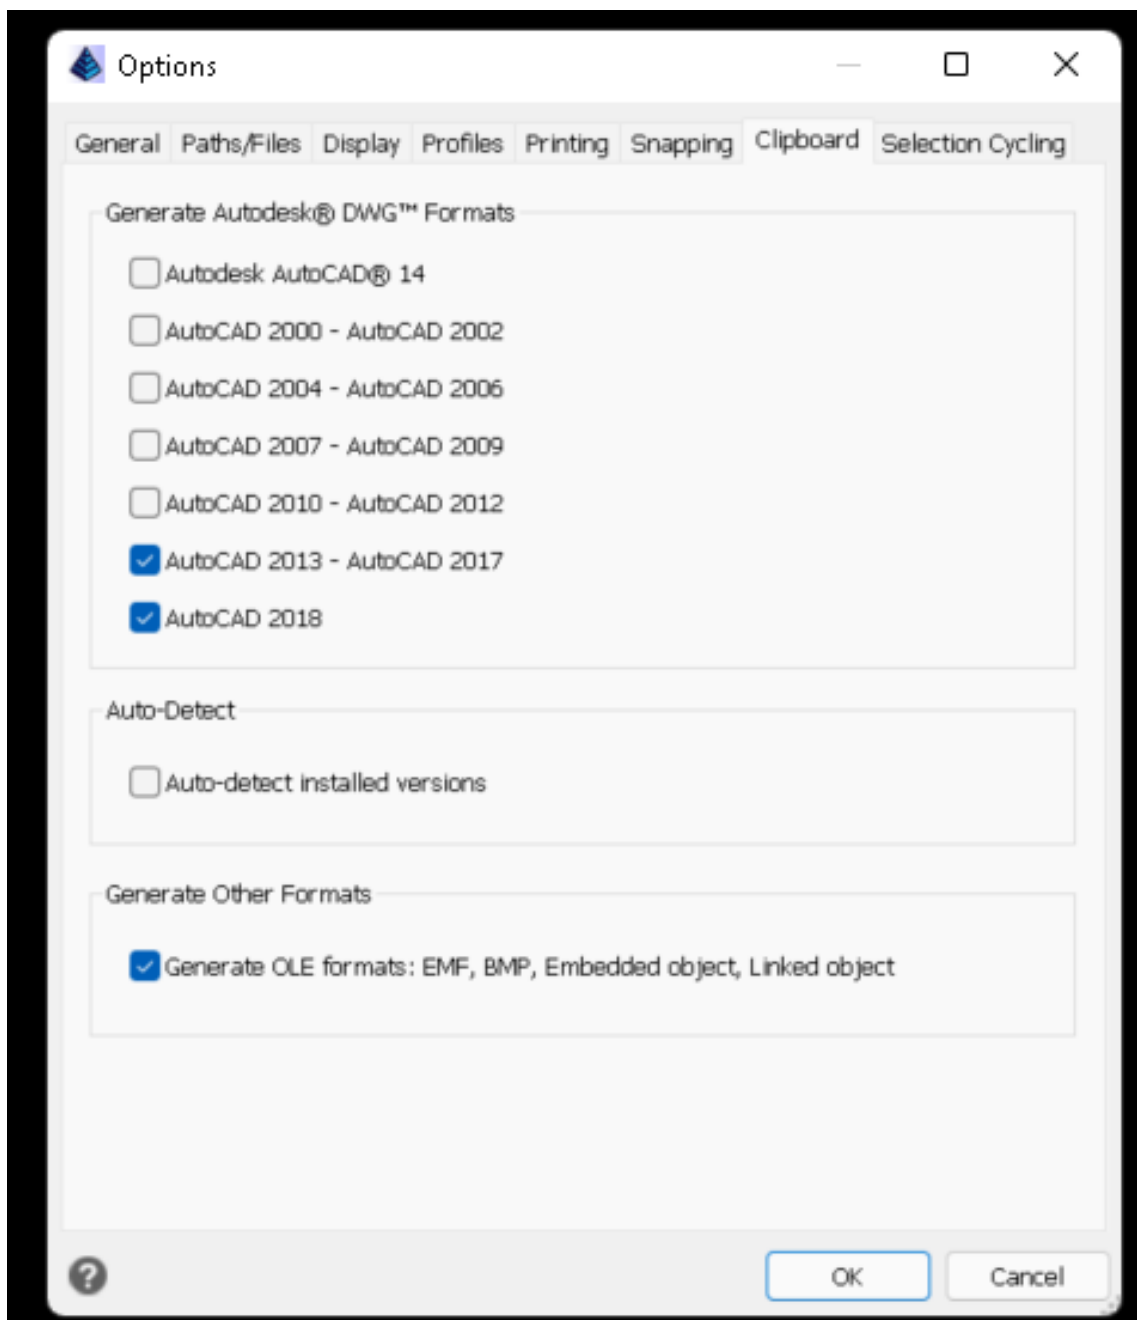 Options
General Paths/Files Display Profiles Printing Snapping Clipboard Selection Cycling
Generate Autodesk® DWG™ Formats
Autodesk AutoCAD® 14
AutoCAD 2000 - AutoCAD 2002
AutoCAD 2004 - AutoCAD 2006
AutoCAD 2007 - AutoCAD 2009
AutoCAD 2010 - AutoCAD 2012
AutoCAD 2013 - AutoCAD 2017
AutoCAD 2018
Auto-Detect
Auto-detect installed versions
Generate Other Formats
Generate OLE formats: EMF, BMP, Embedded object, Linked object
? OK Cancel